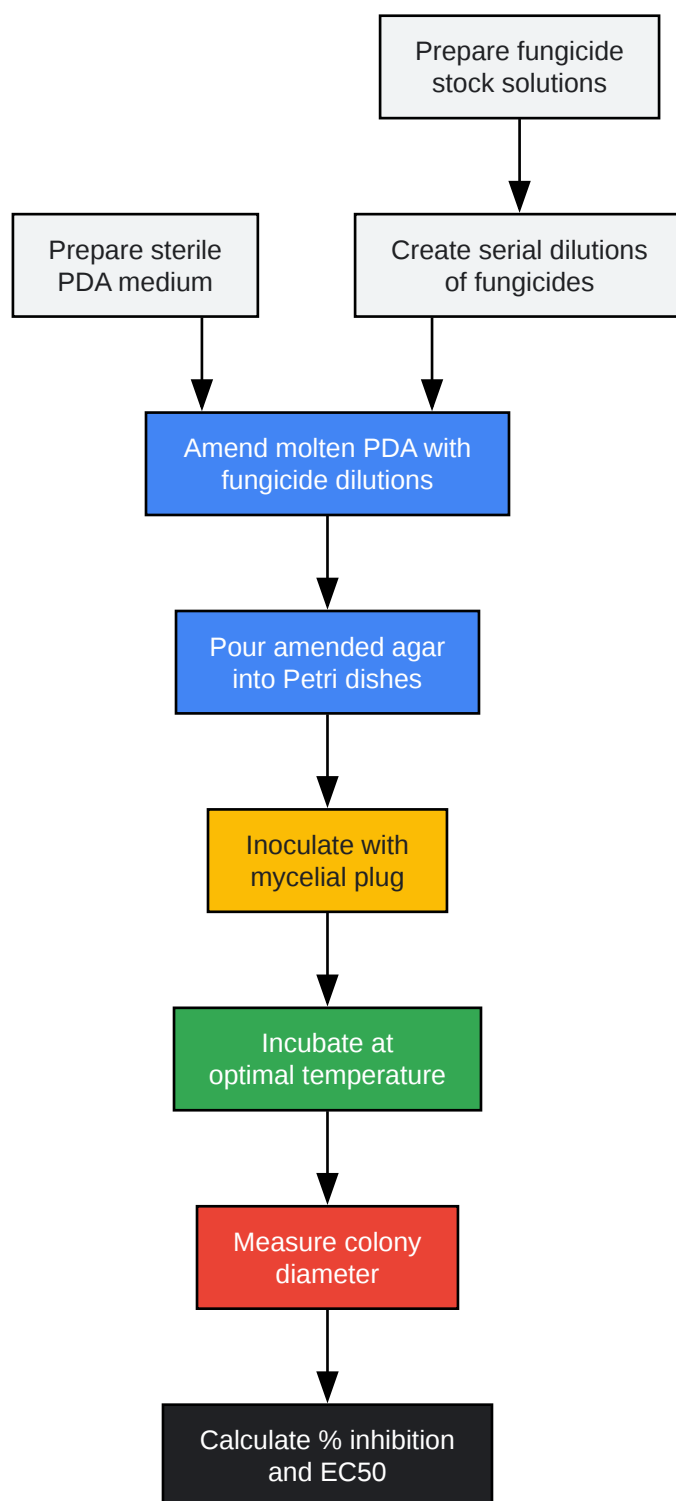 Prepare fungicide
stock solutions
Prepare sterile
PDA medium
Create serial dilutions
of fungicides
Amend molten PDA with
fungicide dilutions
Pour amended agar
into Petri dishes
Inoculate with
mycelial plug
Incubate at
optimal temperature
Measure colony
diameter
Calculate % inhibition
and EC50